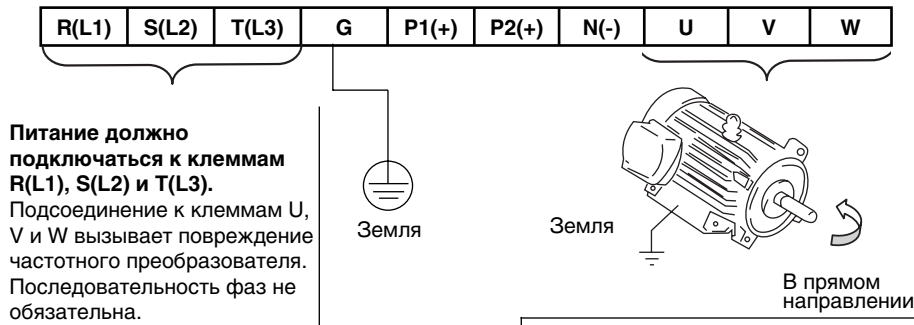 R(L1) S(L2) T(L3) G P1(+) P2(+) N(-) U V W
Питание должно
подключаться к клеммам
R(L1), S(L2) и T(L3).
Подсоединение к клеммам U,
V и W вызывает повреждение
частотного преобразователя.
Последовательность фаз не
обязательна.
Земля
Земля
В прямом
направлении